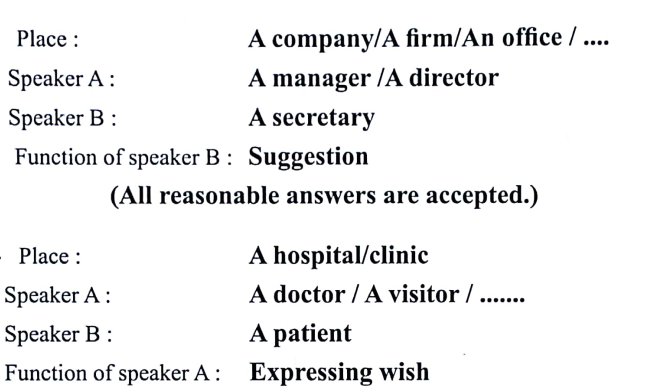 Place : A company/A firm/An office / ....
Speaker A : A manager /A director
Speaker B : A secretary
Function of speaker B : Suggestion
(All reasonable answers are accepted.)
Place : A hospital/clinic
Speaker A : A doctor / A visitor / .......
Speaker B : A patient
Function of speaker A : Expressing wish